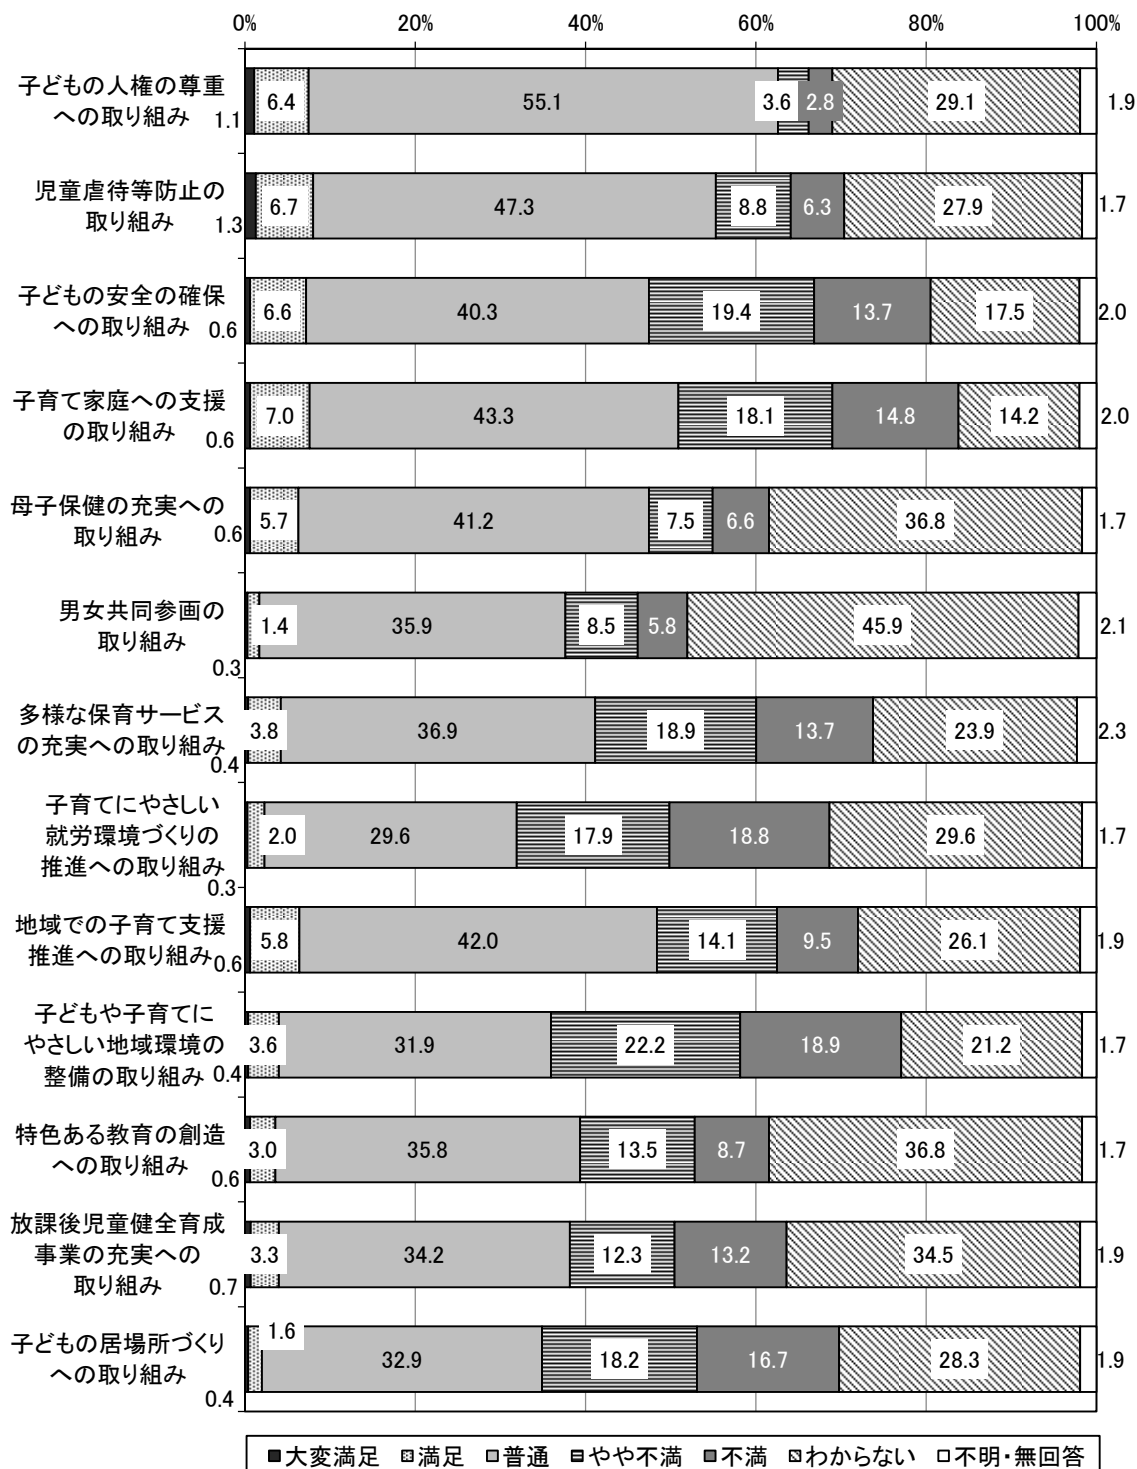 0% 20% 40% 60% 80% 100%
子どもの人権の尊重
への取り組み
1.1 6.4 55.1 3.6 2.8 29.1 1.9
児童虐待等防止の
取り組み
1.3 6.7 47.3 8.8 6.3 27.9 1.7
子どもの安全の確保
への取り組み
0.6 6.6 40.3 19.4 13.7 17.5 2.0
子育て家庭への支援
の取り組み
0.6 7.0 43.3 18.1 14.8 14.2 2.0
母子保健の充実への
取り組み
0.6 5.7 41.2 7.5 6.6 36.8 1.7
男女共同参画の
取り組み
0.3 1.4 35.9 8.5 5.8 45.9 2.1
多様な保育サービス
の充実への取り組み
0.4 3.8 36.9 18.9 13.7 23.9 2.3
子育てにやさしい
就労環境づくりの
推進への取り組み
0.3 2.0 29.6 17.9 18.8 29.6 1.7
地域での子育て支援
推進への取り組み
0.6 5.8 42.0 14.1 9.5 26.1 1.9
子どもや子育てに
やさしい地域環境の
整備の取り組み
0.4 3.6 31.9 22.2 18.9 21.2 1.7
特色ある教育の創造
への取り組み
0.6 3.0 35.8 13.5 8.7 36.8 1.7
放課後児童健全育成
事業の充実への
取り組み
0.7 3.3 34.2 12.3 13.2 34.5 1.9
子どもの居場所づくり
への取り組み
0.4 1.6 32.9 18.2 16.7 28.3 1.9
大変満足 満足 普通 やや不満 不満 わからない 不明・無回答